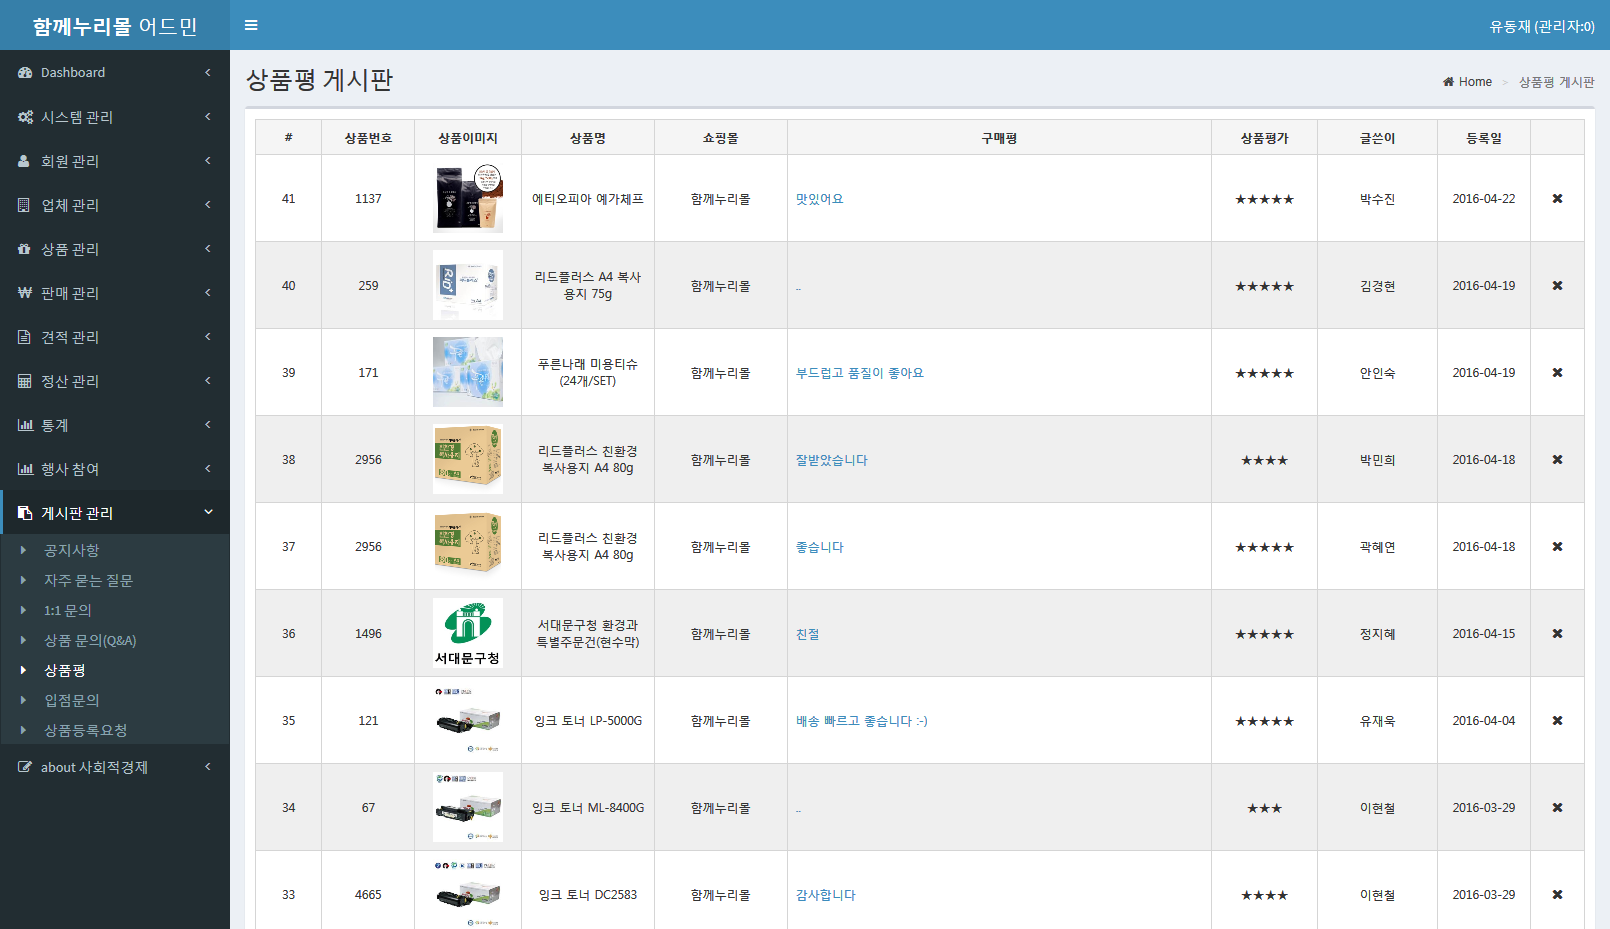 함께누리몰 어드민
유동재 (관리자:0)
Dashboard
시스템 관리
회원 관리
업체 관리
상품 관리
판매 관리
견적 관리
정산 관리
통계
행사 참여
게시판 관리
공지사항
자주 묻는 질문
1:1 문의
상품 문의(Q&A)
상품평
입점문의
상품등록요청
about 사회적경제
상품평 게시판
Home > 상품평 게시판
# 상품번호 상품이미지 상품명 쇼핑몰 구매평 상품평가 글쓴이 등록일
41 1137 에티오피아 예가체프 함께누리몰 맛있어요 ★★★★★ 박수진 2016-04-22 ✖
40 259 리드플러스 A4 복사
용지 75g 함께누리몰 .. ★★★★★ 김경현 2016-04-19 ✖
39 171 푸른나래 미용티슈
(24개/SET) 함께누리몰 부드럽고 품질이 좋아요 ★★★★★ 안인숙 2016-04-19 ✖
38 2956 리드플러스 친환경
복사용지 A4 80g 함께누리몰 잘받았습니다 ★★★★ 박민희 2016-04-18 ✖
37 2956 리드플러스 친환경
복사용지 A4 80g 함께누리몰 좋습니다 ★★★★★ 곽혜연 2016-04-18 ✖
36 1496 서대문구청 서대문구청 환경과
특별주문건(현수막) 함께누리몰 친절 ★★★★★ 정지혜 2016-04-15 ✖
35 121 잉크 토너 LP-5000G 함께누리몰 배송 빠르고 좋습니다 :-) ★★★★★ 유재욱 2016-04-04 ✖
34 67 잉크 토너 ML-8400G 함께누리몰 .. ★★★ 이현철 2016-03-29 ✖
33 4665 잉크 토너 DC2583 함께누리몰 감사합니다 ★★★★ 이현철 2016-03-29 ✖